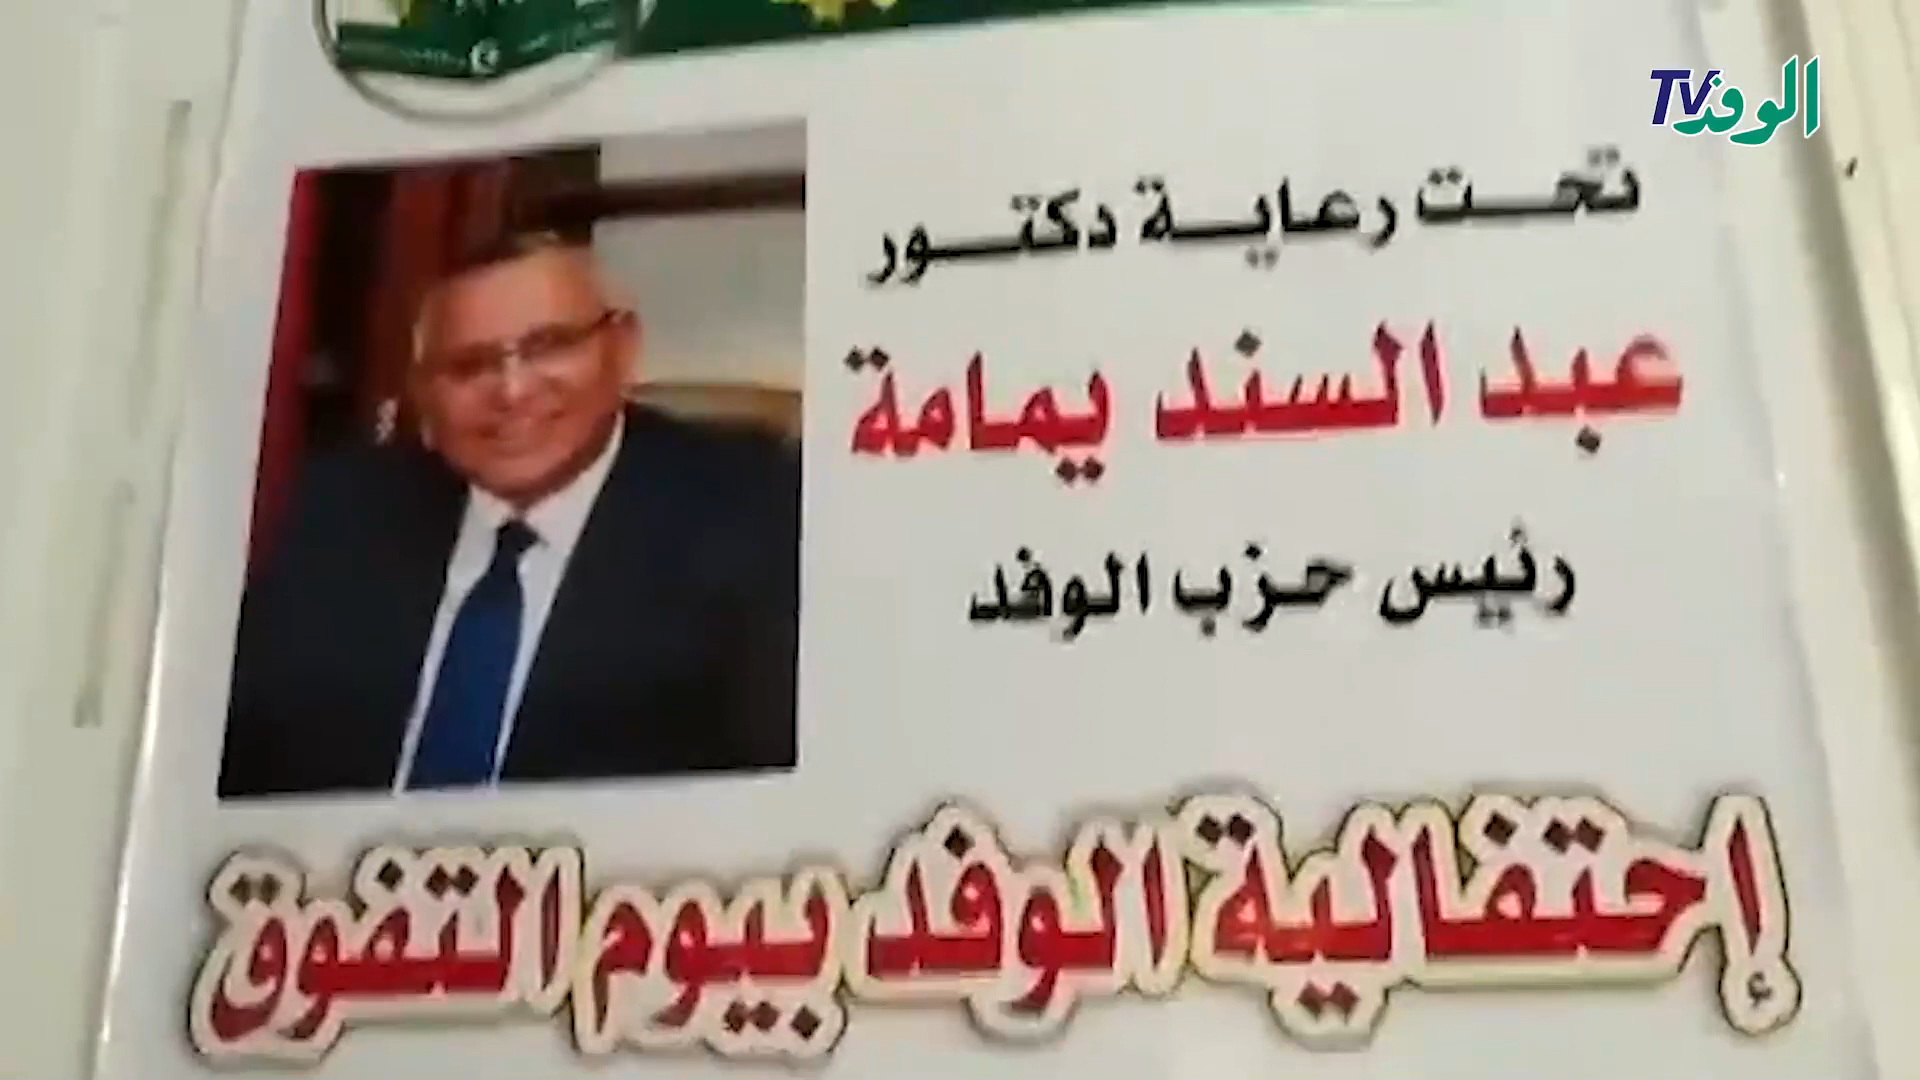 الوفد TV
تحت رعاية دكتور
عبد السند يمامة
رئيس حزب الوفد
إحتفالية الوفد بيوم التفوق